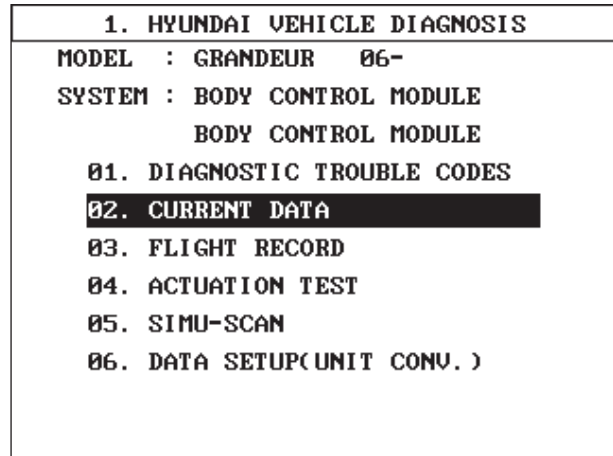 1. HYUNDAI VEHICLE DIAGNOSIS
MODEL : GRANDEUR 06-
SYSTEM : BODY CONTROL MODULE
BODY CONTROL MODULE
01. DIAGNOSTIC TROUBLE CODES
02. CURRENT DATA
03. FLIGHT RECORD
04. ACTUATION TEST
05. SIMU-SCAN
06. DATA SETUP(UNIT CONV.)